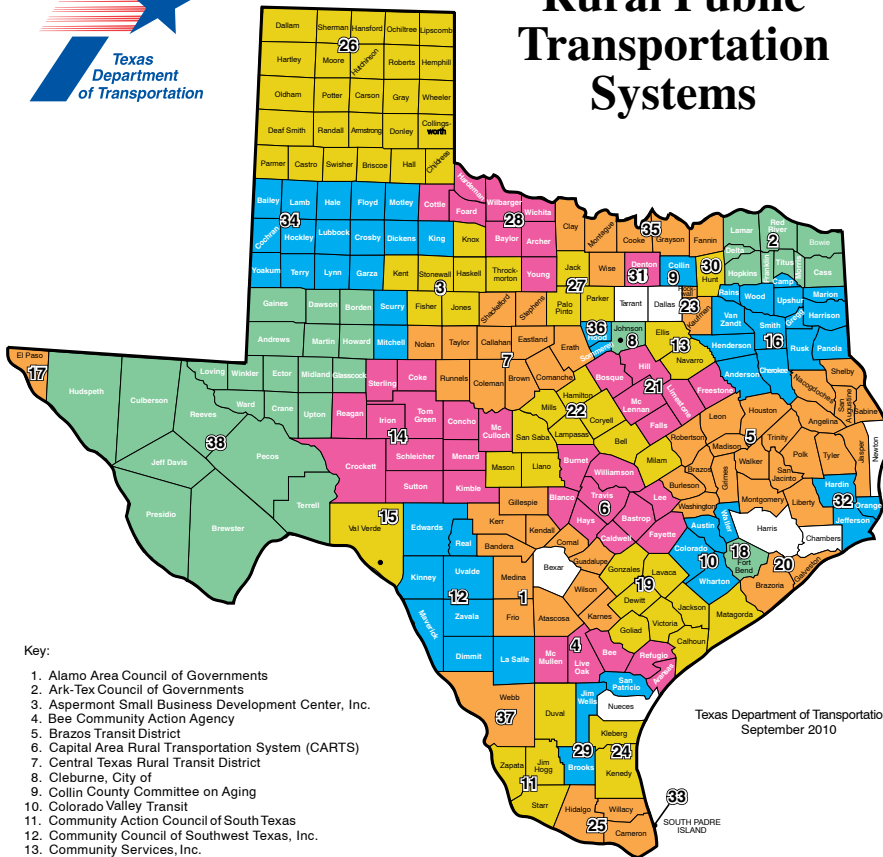 Rural Public
Transportation
Systems
Texas
Department
of Transportation
Dallam Sherman Hansford Ochiltree Lipscomb
26
Hartley Moore Hutchinson Roberts Hemphill
Oldham Potter Carson Gray Wheeler
Deaf Smith Randall Armstrong Donley Collings-
worth
Parmer Castro Swisher Briscoe Hall Childress
Bailey Lamb Hale Floyd Motley Cottle Hardeman Foard Wilbarger Wichita
34 28
Cochran Hockley Lubbock Crosby Dickens King Knox Baylor Archer
Clay Montague Cooke Grayson Fannin Lamar Red
River Bowie
35 2
Delta Franklin Titus Morris Cass Hopkins Camp
Yoakum Terry Lynn Garza Kent Stonewall Haskell Throck-
morton Young Jack Wise Denton Collin Hunt
3 27 31 9 30
Rains Wood Upshur Marion
Gaines Dawson Borden Scurry Fisher Jones Shackelford Stephens Palo
Pinto Parker Tarrant Dallas Rock-
wall Kaufman Van
Zandt Smith Gregg Harrison
23 16
Andrews Martin Howard Mitchell Nolan Taylor Callahan Eastland Erath Hood Somervell Johnson Ellis Navarro Henderson Rusk Panola
7 36 8 13
El Paso
17
Hudspeth Culberson Reeves Loving Winkler Ector Midland Glasscock Sterling Coke Runnels Coleman Brown Comanche Bosque Hill Freestone Anderson Cherokee Nacogdoches Shelby San
Augustine Sabine
Ward Crane Upton Reagan Irion Tom
Green Concho Mc
Culloch Mills Hamilton Coryell Mc
Lennan Limestone Falls Leon Houston Angelina
38 14 22 21 5
Jeff Davis Pecos Crockett Schleicher Menard San Saba Lampasas Bell Milam Robertson Madison Trinity Polk Tyler Jasper Newton
Presidio Brewster Terrell Sutton Kimble Mason Llano Burnet Williamson Brazos Grimes Walker San
Jacinto Hardin
Burleson Washington Montgomery Liberty Orange
Jefferson
32
Val Verde
15
Edwards Real Kerr Gillespie Blanco Travis Hays Bastrop Lee Caldwell Fayette Austin Waller Harris Chambers
6
Bandera Kendall Comal Guadalupe Colorado Fort
Bend Galveston Brazoria Wharton
10 18 20
Kinney Uvalde Medina Bexar Wilson Gonzales Lavaca
19
Maverick Zavala Frio Atascosa Karnes Dewitt Jackson Matagorda
12 1
Goliad Victoria Calhoun
Dimmit La Salle Mc
Mullen Live
Oak Bee Refugio Aransas
4
Webb Duval Jim
Wells San
Patricio Nueces
37
Kleberg
29 24
Zapata Jim
Hogg Brooks Kenedy
11
Starr Hidalgo Willacy
25
Cameron
33
SOUTH PADRE
ISLAND
Texas Department of Transportatio
September 2010
Key:
1. Alamo Area Council of Governments
2. Ark-Tex Council of Governments
3. Aspermont Small Business Development Center, Inc.
4. Bee Community Action Agency
5. Brazos Transit District
6. Capital Area Rural Transportation System (CARTS)
7. Central Texas Rural Transit District
8. Cleburne, City of
9. Collin County Committee on Aging
10. Colorado Valley Transit
11. Community Action Council of South Texas
12. Community Council of Southwest Texas, Inc.
13. Community Services, Inc.